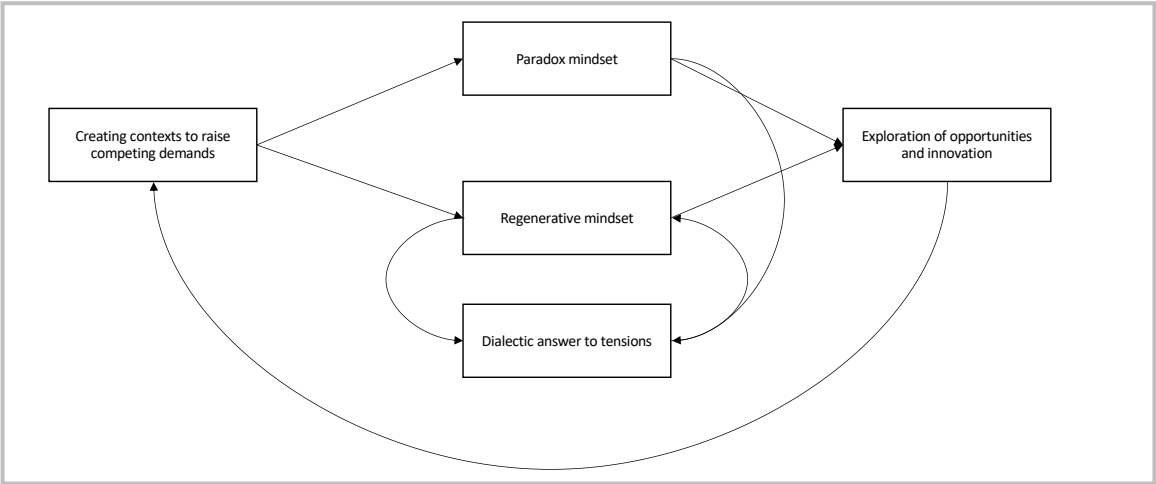 Paradox mindset
Creating contexts to raise
competing demands
Exploration of opportunities
and innovation
Regenerative mindset
Dialectic answer to tensions